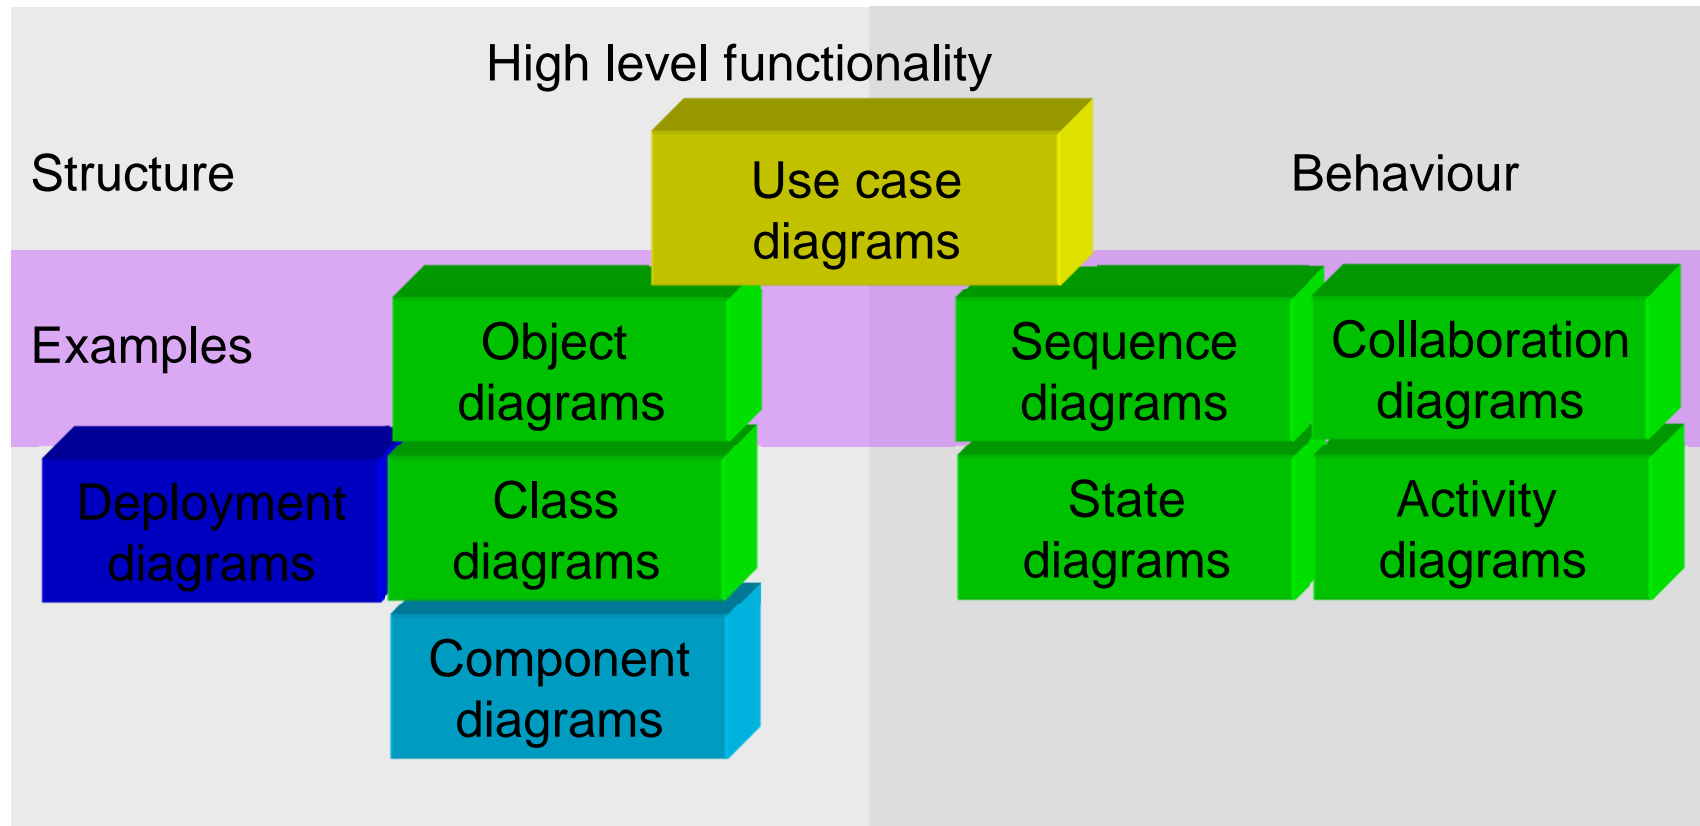 High level functionality
Structure
Use case
diagrams
Behaviour
Examples
Object
diagrams
Sequence
diagrams
Collaboration
diagrams
Deployment
diagrams
Class
diagrams
State
diagrams
Activity
diagrams
Component
diagrams